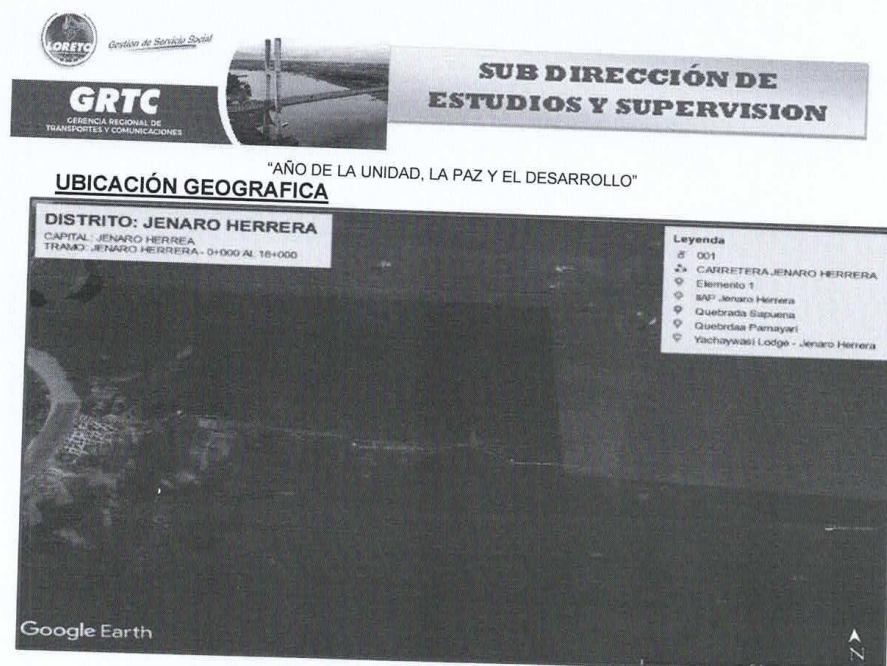 LORETO
Gestión de Servicio Social
GRTC
GERENCIA REGIONAL DE
TRANSPORTES Y COMUNICACIONES
SUB DIRECCIÓN DE
ESTUDIOS Y SUPERVISION
"AÑO DE LA UNIDAD, LA PAZ Y EL DESARROLLO"
UBICACIÓN GEOGRAFICA
DISTRITO: JENARO HERRERA
CAPITAL: JENARO HERREA
TRAMO: JENARO HERRERA - 0+000 AL 16+000
Leyenda
001
CARRETERA JENARO HERRERA
Elemento 1
IIAP Jenaro Herrera
Quebrada Sapuena
Quebrdaa Pamayari
Yachaywasi Lodge - Jenaro Herrera
Google Earth
N